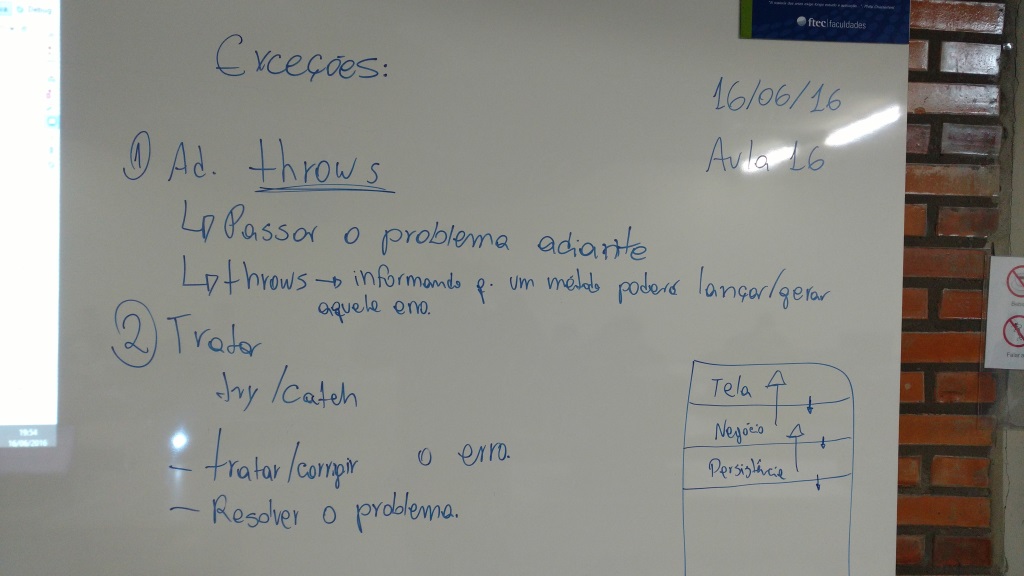 ftec faculdades
Exceções:
16/06/16
Aula 16
① Ad. throws
↳ Passar o problema adiante
↳ throws → informando q. um método poderá lançar/gerar
aquele erro.
② Tratar
try/catch
- tratar/corrigir o erro.
- Resolver o problema.
Tela
Negócio
Persistência
19:54
16/06/2016